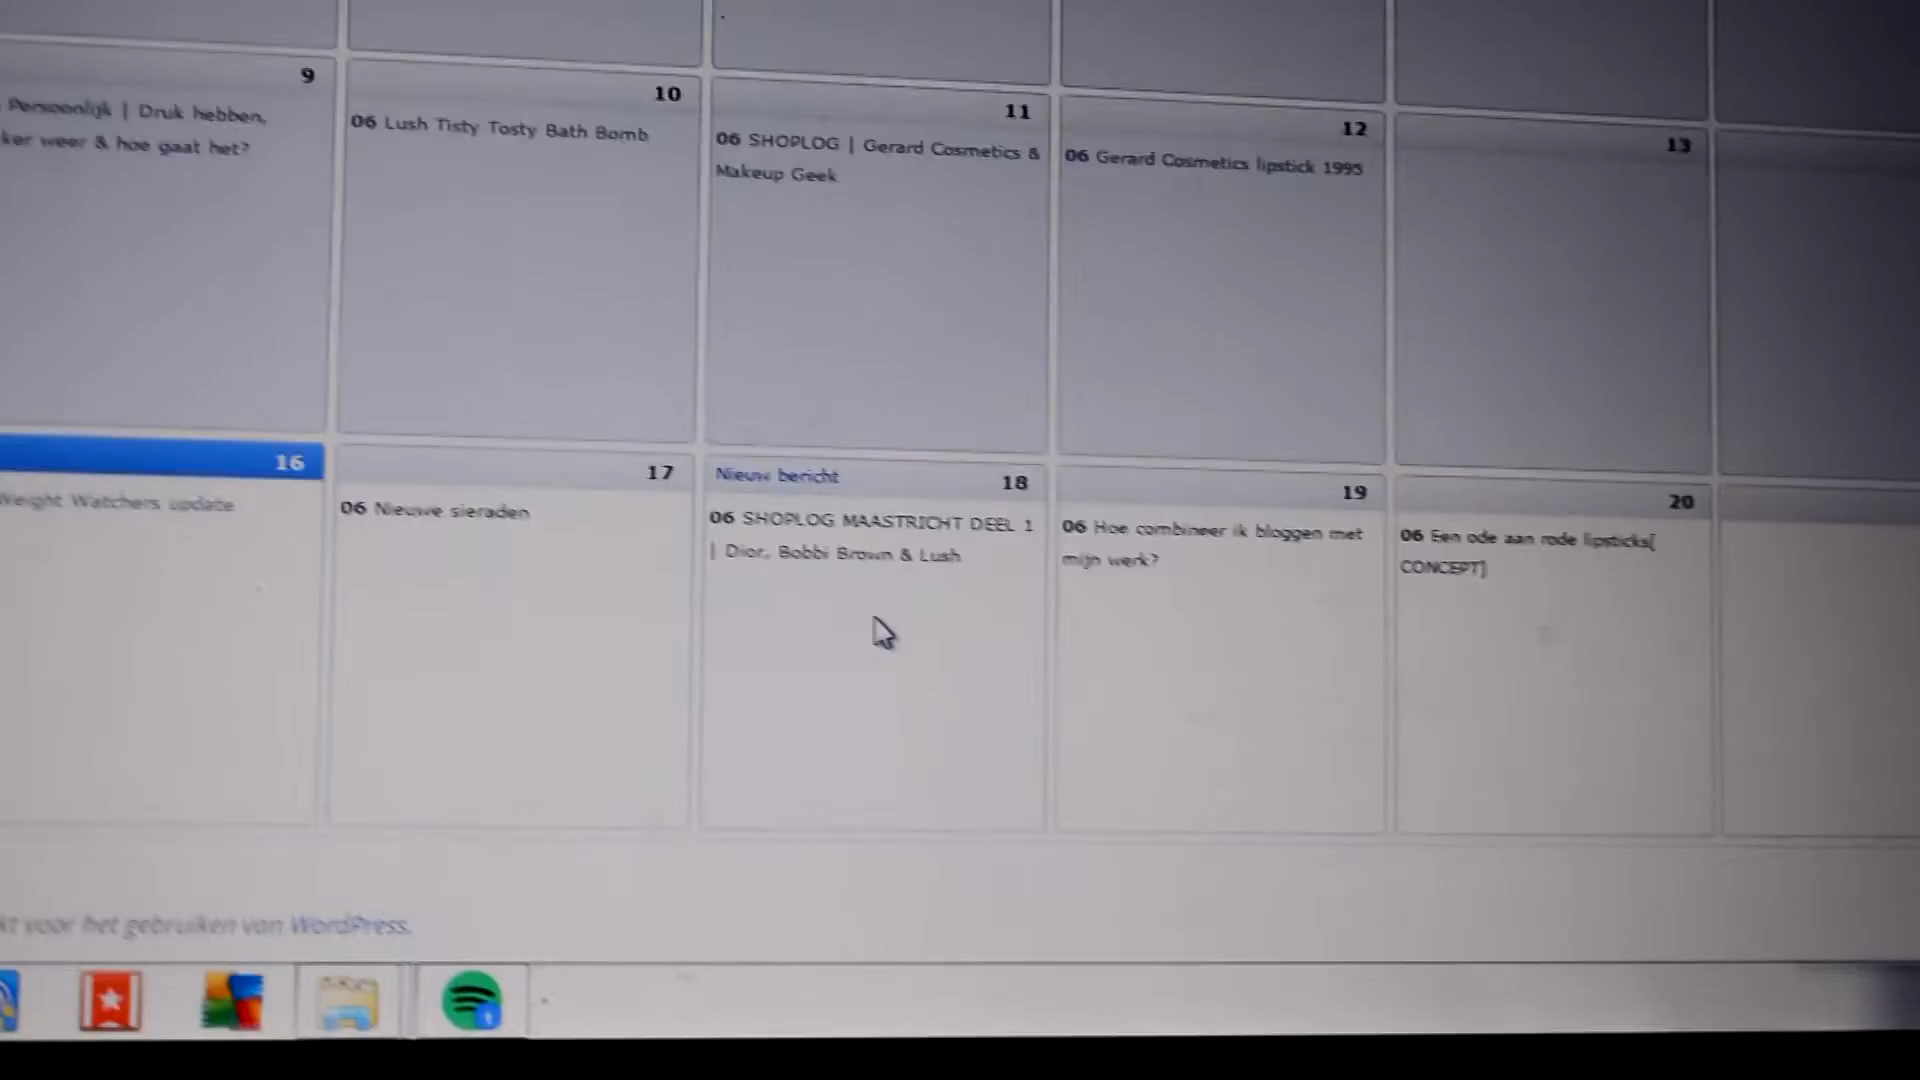 9
10
11
12
13
Persoonlijk | Druk hebben,
ker weer & hoe gaat het?
06 Lush Tisty Tosty Bath Bomb
06 SHOPLOG | Gerard Cosmetics &
Makeup Geek
06 Gerard Cosmetics lipstick 1995
16
17
Nieuw bericht 18
19
20
Weight Watchers update
06 Nieuwe sieraden
06 SHOPLOG MAASTRICHT DEEL 1
| Dior, Bobbi Brown & Lush
06 Hoe combineer ik bloggen met
mijn werk?
06 Een ode aan rode lipsticks[
CONCEPT]
kt voor het gebruiken van WordPress.